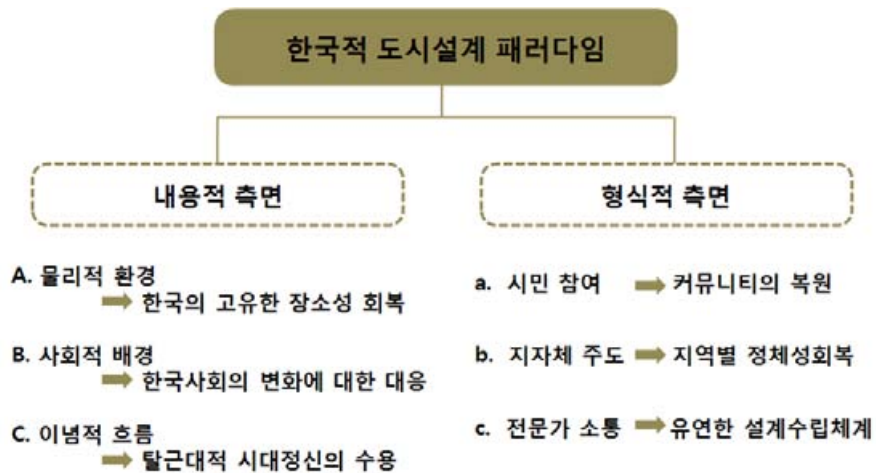 한국적 도시설계 패러다임
내용적 측면
A. 물리적 환경
한국의 고유한 장소성 회복
B. 사회적 배경
한국사회의 변화에 대한 대응
C. 이념적 흐름
탈근대적 시대정신의 수용
형식적 측면
a. 시민 참여 커뮤니티의 복원
b. 지자체 주도 지역별 정체성회복
c. 전문가 소통 유연한 설계수립체계